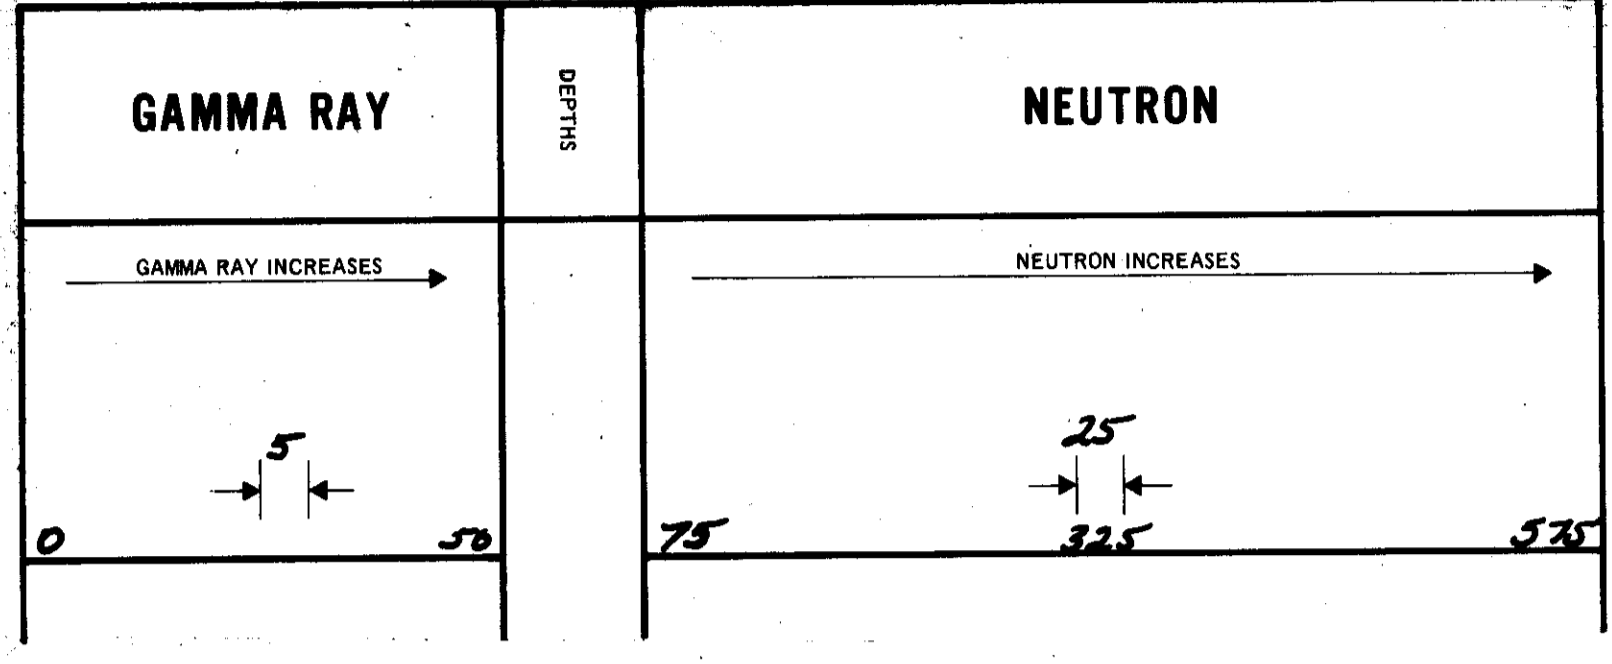 GAMMA RAY
DEPTHS
NEUTRON
GAMMA RAY INCREASES
NEUTRON INCREASES
5
25
0
50
75
325
575